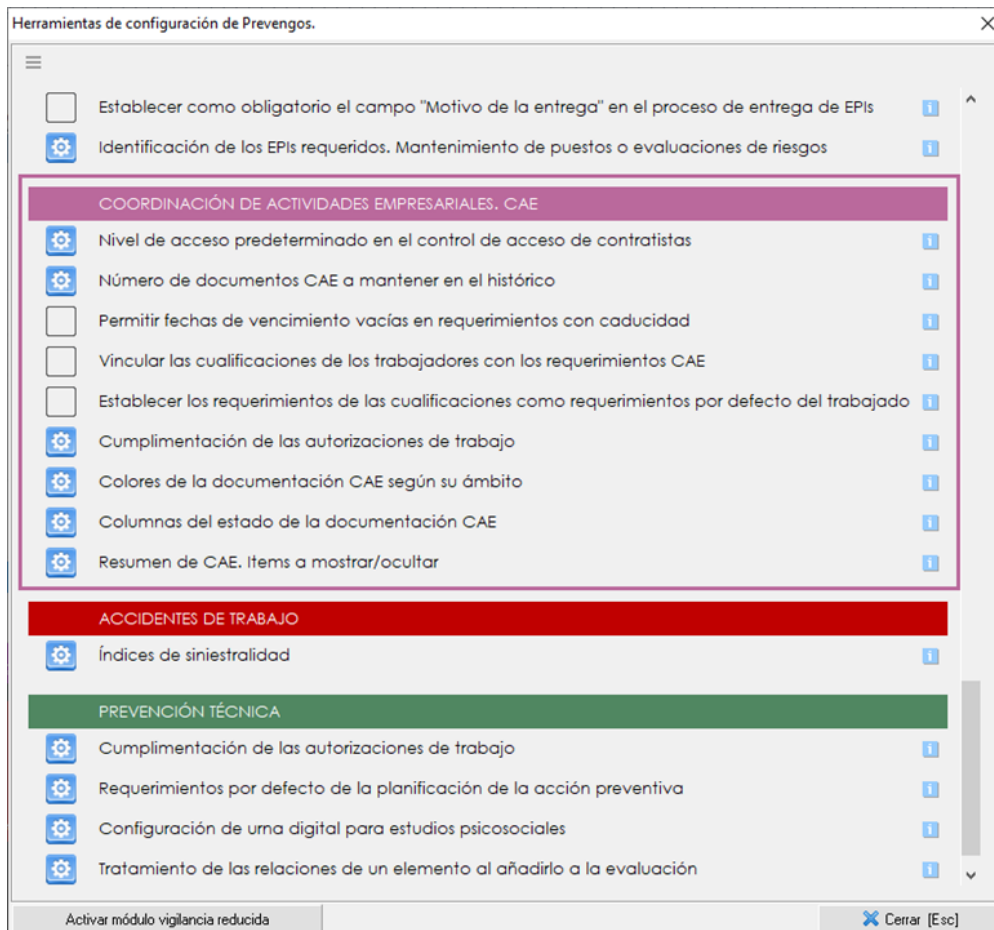 Herramientas de configuración de Prevengos.
Establecer como obligatorio el campo "Motivo de la entrega" en el proceso de entrega de EPIs
Identificación de los EPIs requeridos. Mantenimiento de puestos o evaluaciones de riesgos
COORDINACIÓN DE ACTIVIDADES EMPRESARIALES. CAE
Nivel de acceso predeterminado en el control de acceso de contratistas
Número de documentos CAE a mantener en el histórico
Permitir fechas de vencimiento vacías en requerimientos con caducidad
Vincular las cualificaciones de los trabajadores con los requerimientos CAE
Establecer los requerimientos de las cualificaciones como requerimientos por defecto del trabajado
Cumplimentación de las autorizaciones de trabajo
Colores de la documentación CAE según su ámbito
Columnas del estado de la documentación CAE
Resumen de CAE. Items a mostrar/ocultar
ACCIDENTES DE TRABAJO
Índices de siniestralidad
PREVENCIÓN TÉCNICA
Cumplimentación de las autorizaciones de trabajo
Requerimientos por defecto de la planificación de la acción preventiva
Configuración de urna digital para estudios psicosociales
Tratamiento de las relaciones de un elemento al añadirlo a la evaluación
Activar módulo vigilancia reducida
Cerrar [Esc]